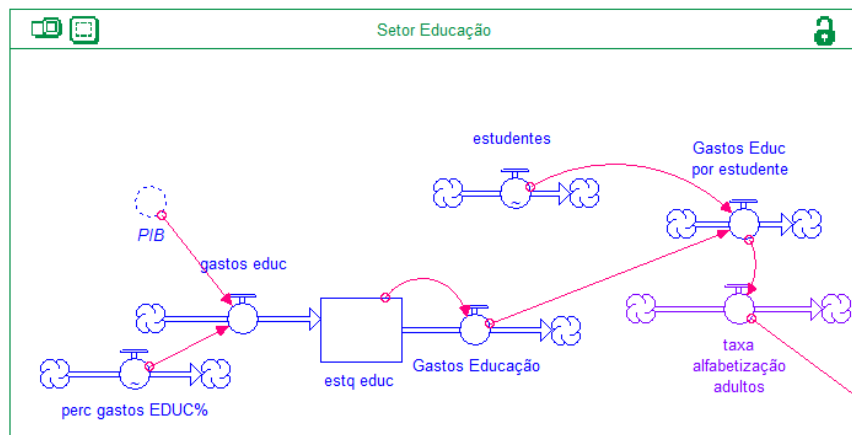 Setor Educação
estudentes
Gastos Educ
por estudente
PIB
gastos educ
Gastos Educação
estq educ
perc gastos EDUC%
taxa
alfabetização
adultos